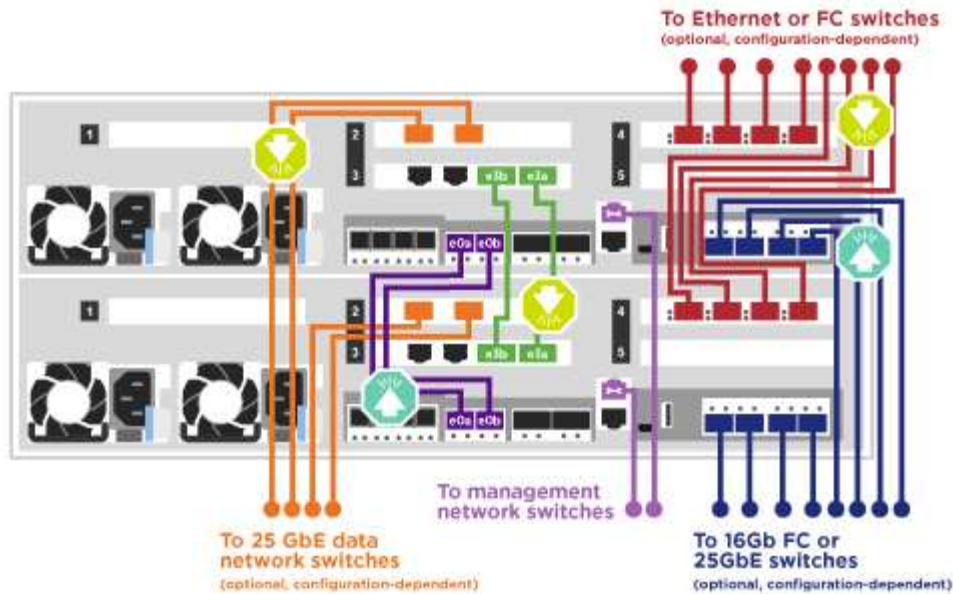 To Ethernet or FC switches
(optional, configuration-dependent)
1
2
4
3
e3b
e3a
5
e0a
e0b
1
2
4
3
e3b
e3a
5
e0a
e0b
To management
network switches
To 25 GbE data
network switches
(optional, configuration-dependent)
To 16Gb FC or
25GbE switches
(optional, configuration-dependent)